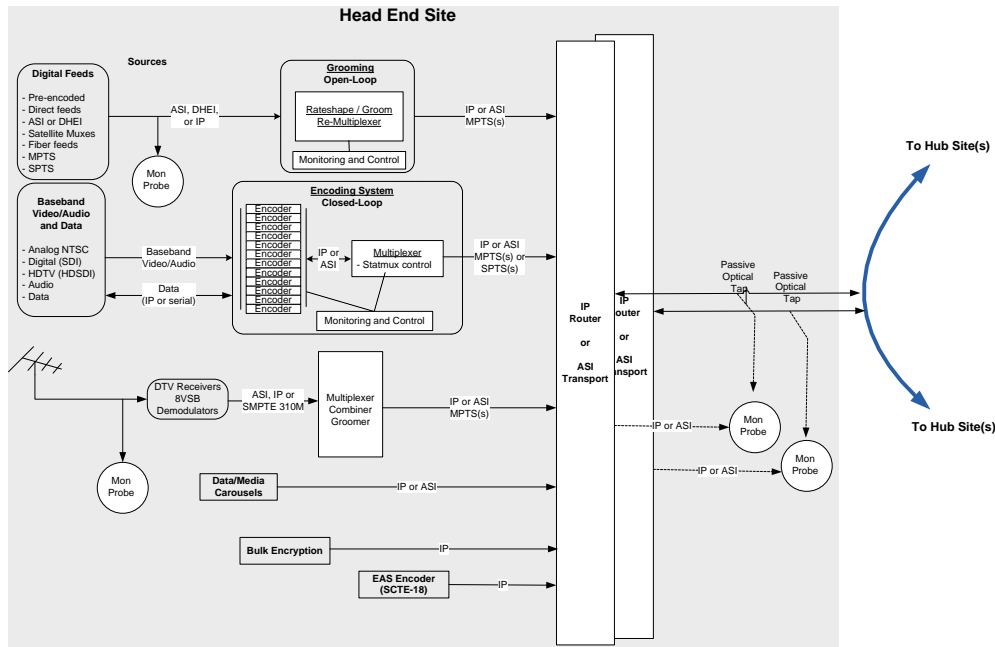 Head End Site
Sources
Digital Feeds
- Pre-encoded
- Direct feeds
- ASI or DHEI
- Satellite Muxes
- Fiber feeds
- MPTS
- SPTS
ASI, DHEI,
or IP
Mon
Probe
Grooming
Open-Loop
Rateshape / Groom
Re-Multiplexer
Monitoring and Control
IP or ASI
MPTS(s)
Baseband
Video/Audio
and Data
- Analog NTSC
- Digital (SDI)
- HDTV (HDSDI)
- Audio
- Data
Baseband
Video/Audio
Data
(IP or serial)
Encoding System
Closed-Loop
Encoder
Encoder
Encoder
Encoder
Encoder
Encoder
Encoder
Encoder
Encoder
Encoder
Encoder
Encoder
IP or
ASI
Multiplexer
- Statmux control
Monitoring and Control
IP or ASI
MPTS(s) or
SPTS(s)
DTV Receivers
8VSB
Demodulators
ASI, IP or
SMPTE 310M
Multiplexer
Combiner
Groomer
IP or ASI
MPTS(s)
Mon
Probe
Data/Media
Carousels
IP or ASI
Bulk Encryption
IP
EAS Encoder
(SCTE-18)
IP
IP
Router
or
ASI
Transport
IP
outer
or
ASI
nsport
Passive
Optical
Tap
Passive
Optical
Tap
IP or ASI
Mon
Probe
IP or ASI
Mon
Probe
To Hub Site(s)
To Hub Site(s)